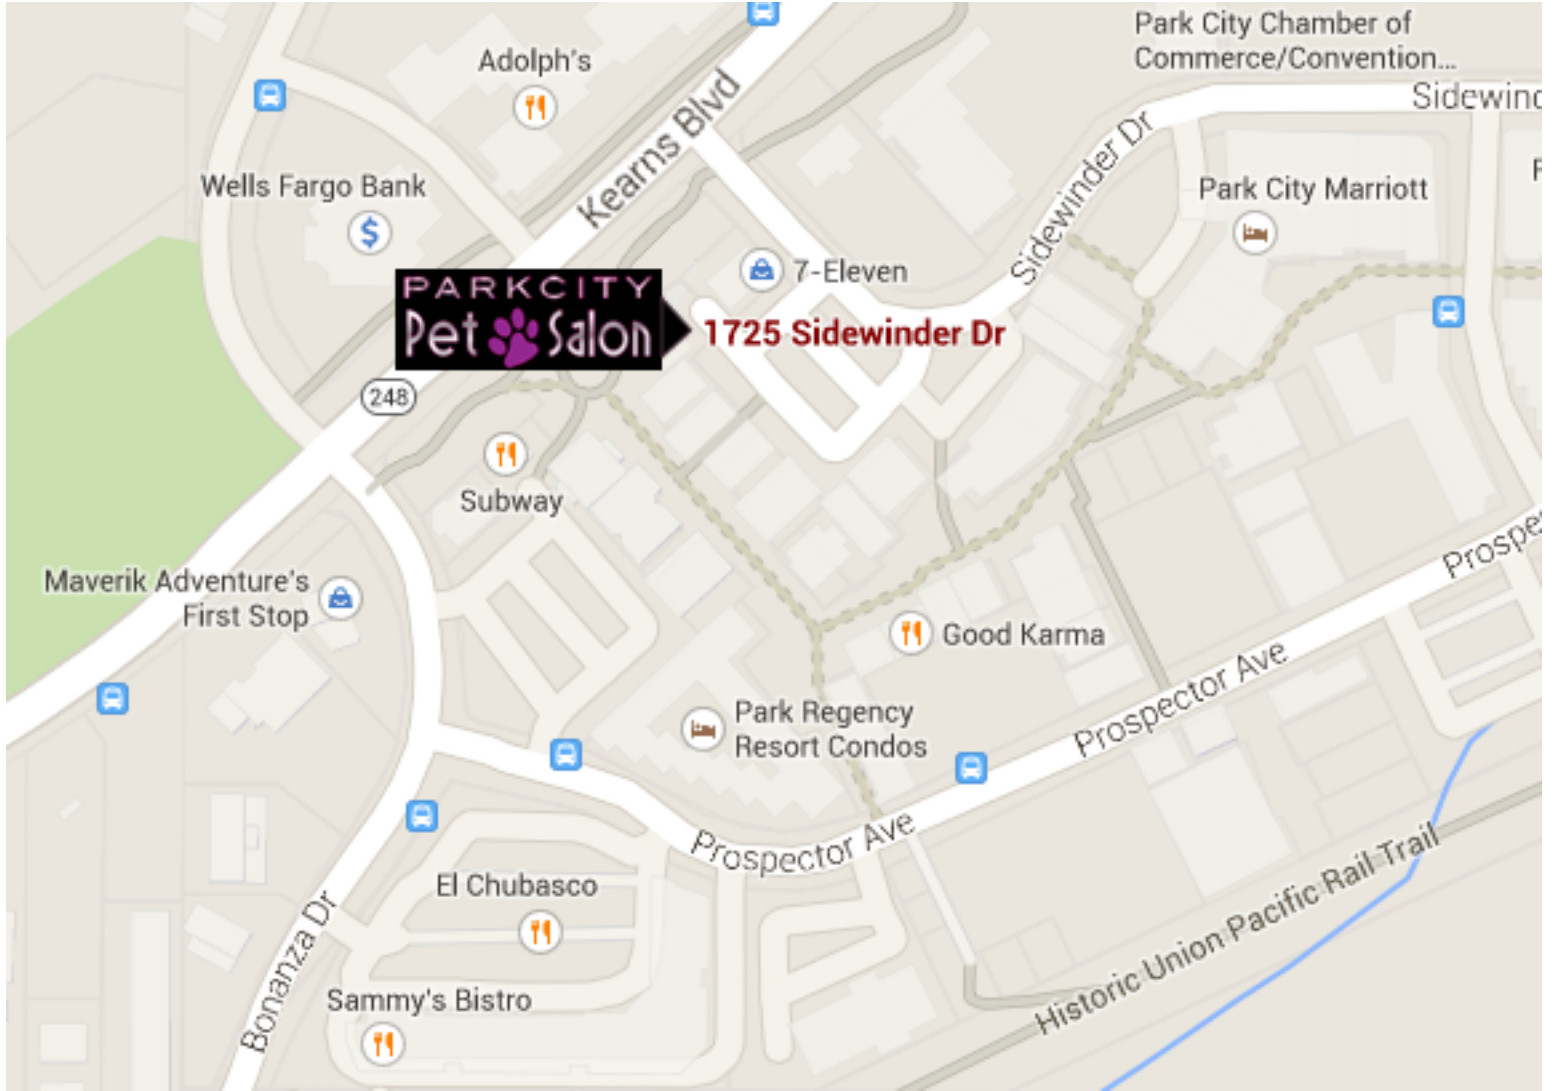 Park City Chamber of
Commerce/Convention...
Adolph's
Kearns Blvd
Sidewinder Dr
Wells Fargo Bank
$
Park City Marriott
7-Eleven
PARKCITY
Pet Salon
1725 Sidewinder Dr
248
Subway
Maverik Adventure's
First Stop
Good Karma
Park Regency
Resort Condos
Prospector Ave
Prospector Ave
El Chubasco
Sammy's Bistro
Bonanza Dr
Historic Union Pacific Rail Trail